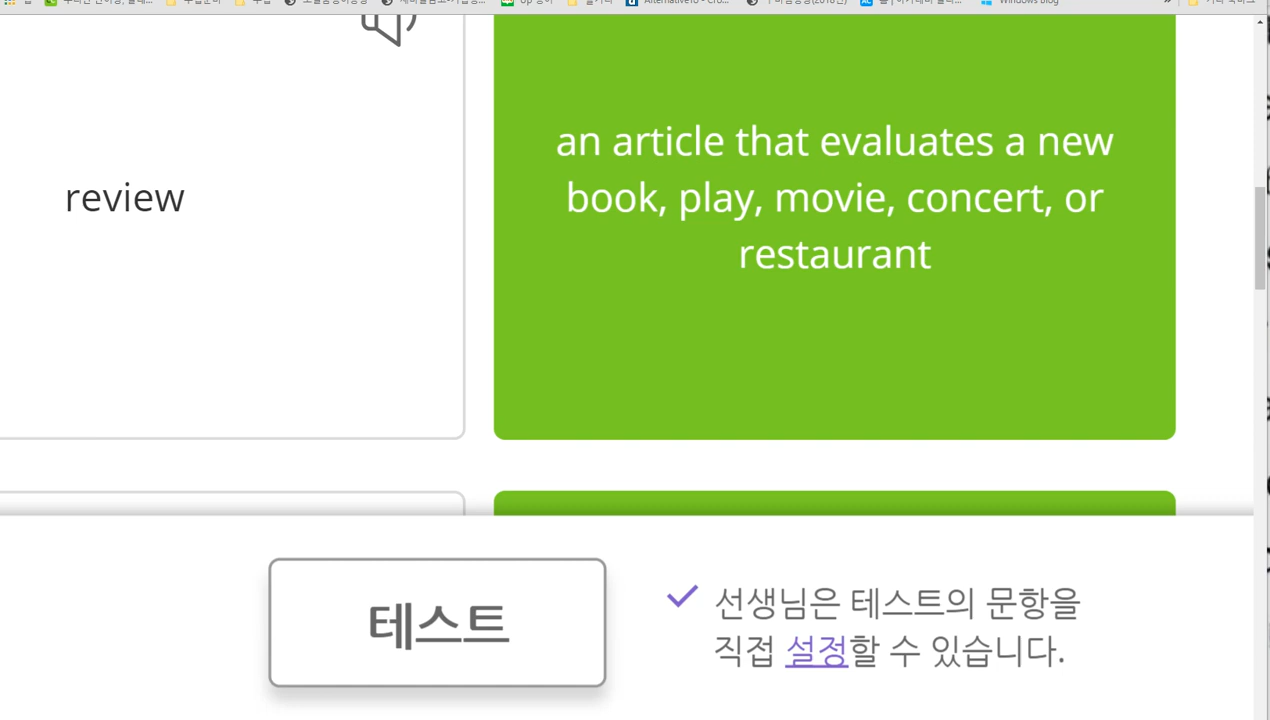 Windows Blog
review
an article that evaluates a new
book, play, movie, concert, or
restaurant
테스트
선생님은 테스트의 문항을
직접 설정할 수 있습니다.